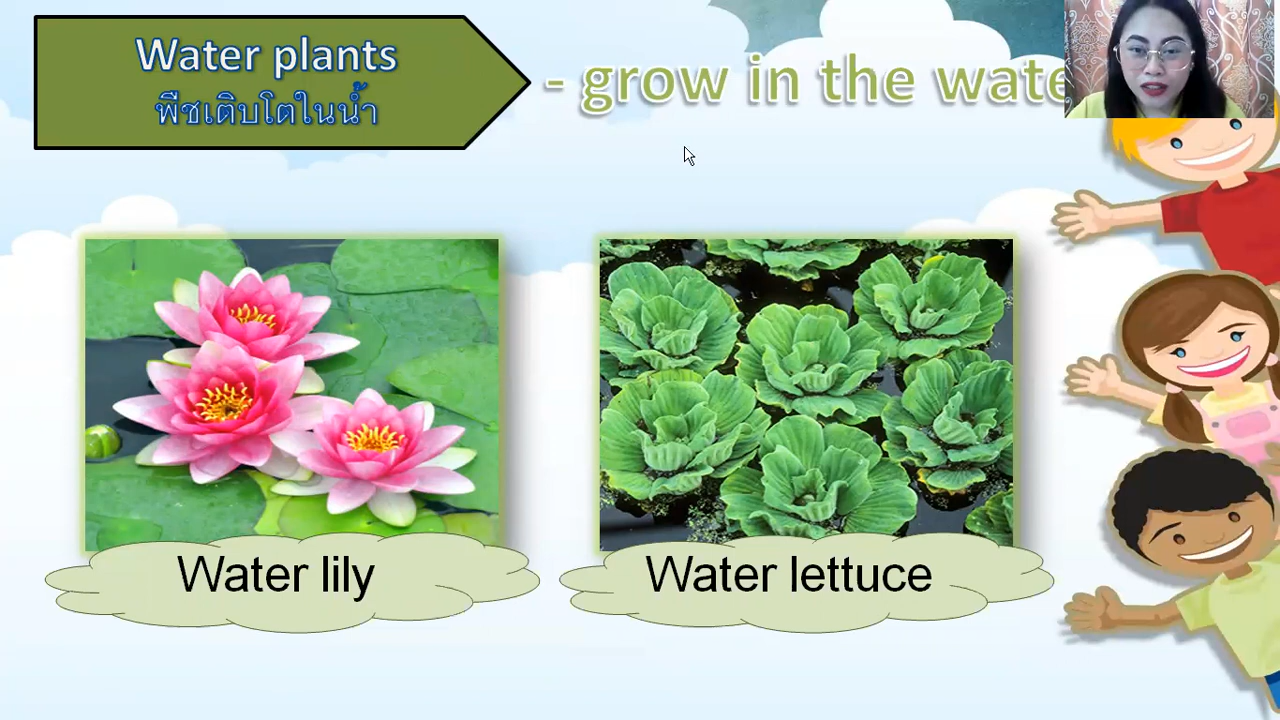 Water plants
พืชเติบโตในน้ำ
- grow in the
Water lily
Water lettuce